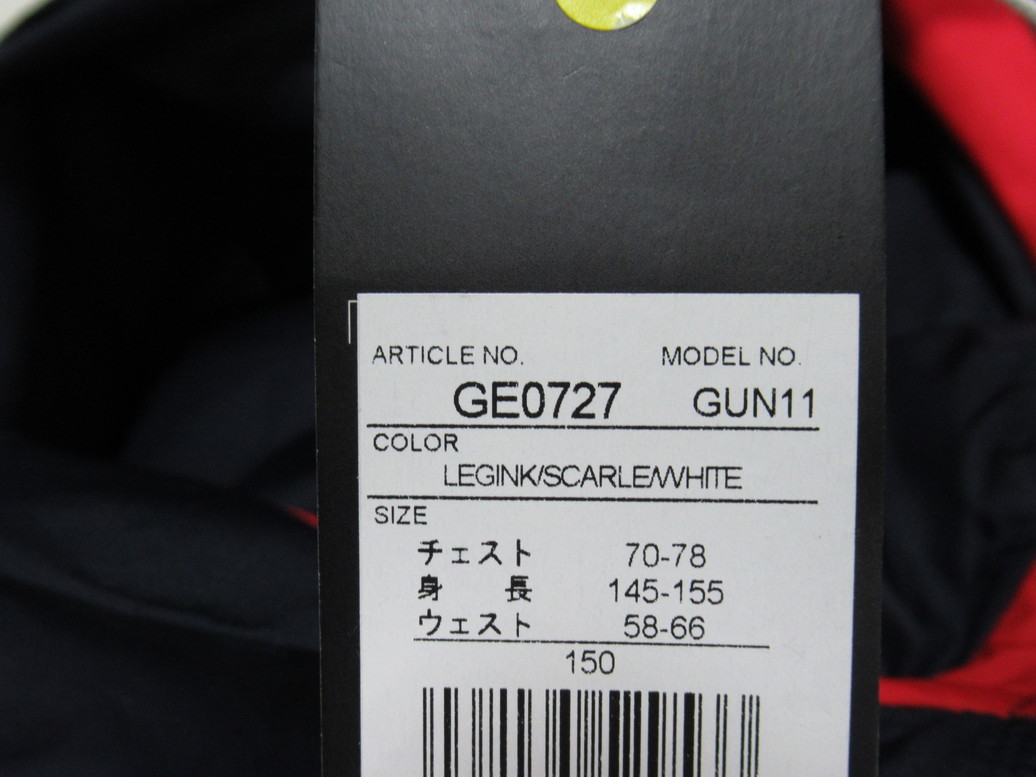 ARTICLE NO. MODEL NO.
GE0727 GUN11
COLOR
LEGINK/SCARLE/WHITE
SIZE
チェスト 70-78
身 長 145-155
ウェスト 58-66
150